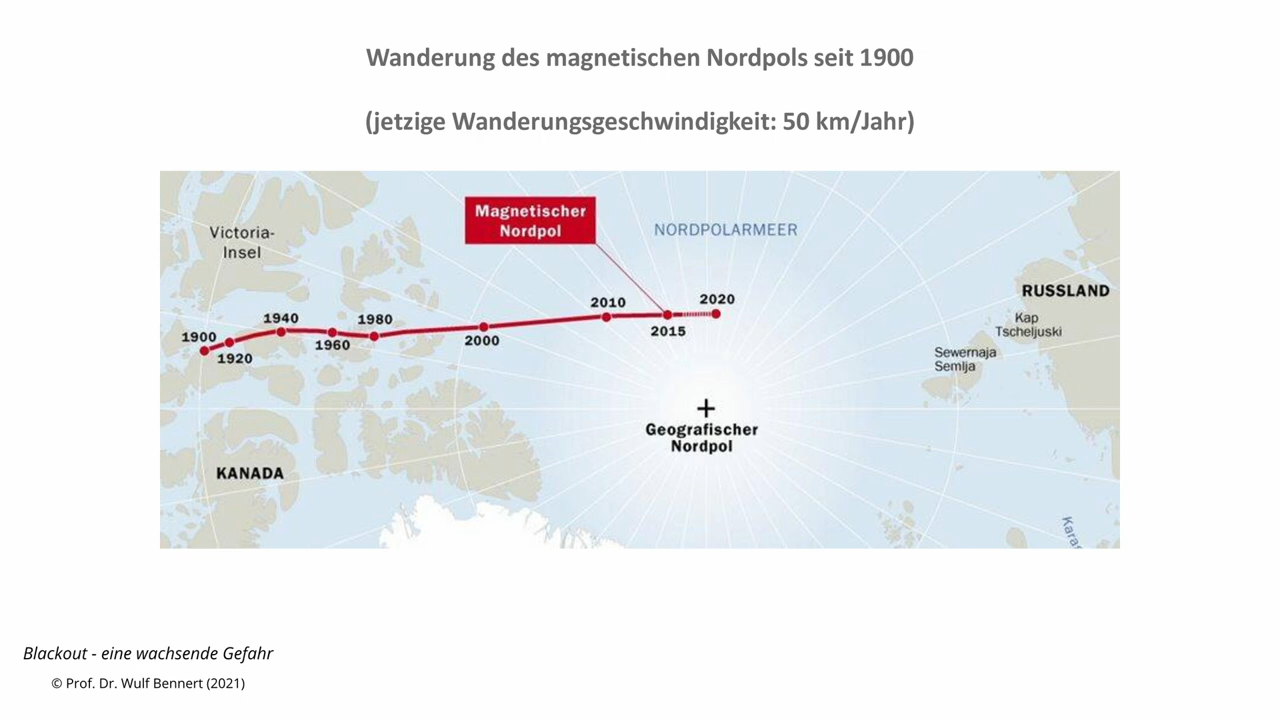 Wanderung des magnetischen Nordpols seit 1900
(jetzige Wanderungsgeschwindigkeit: 50 km/Jahr)
Victoria-
Insel
Magnetischer
Nordpol
NORDPOLARMEER
RUSSLAND
Kap
Tscheljuski
Sewernaja
Semlja
1900
1920
1940
1960
1980
2000
2010
2015
2020
Geografischer
Nordpol
KANADA
Kara
Blackout - eine wachsende Gefahr
© Prof. Dr. Wulf Bennert (2021)